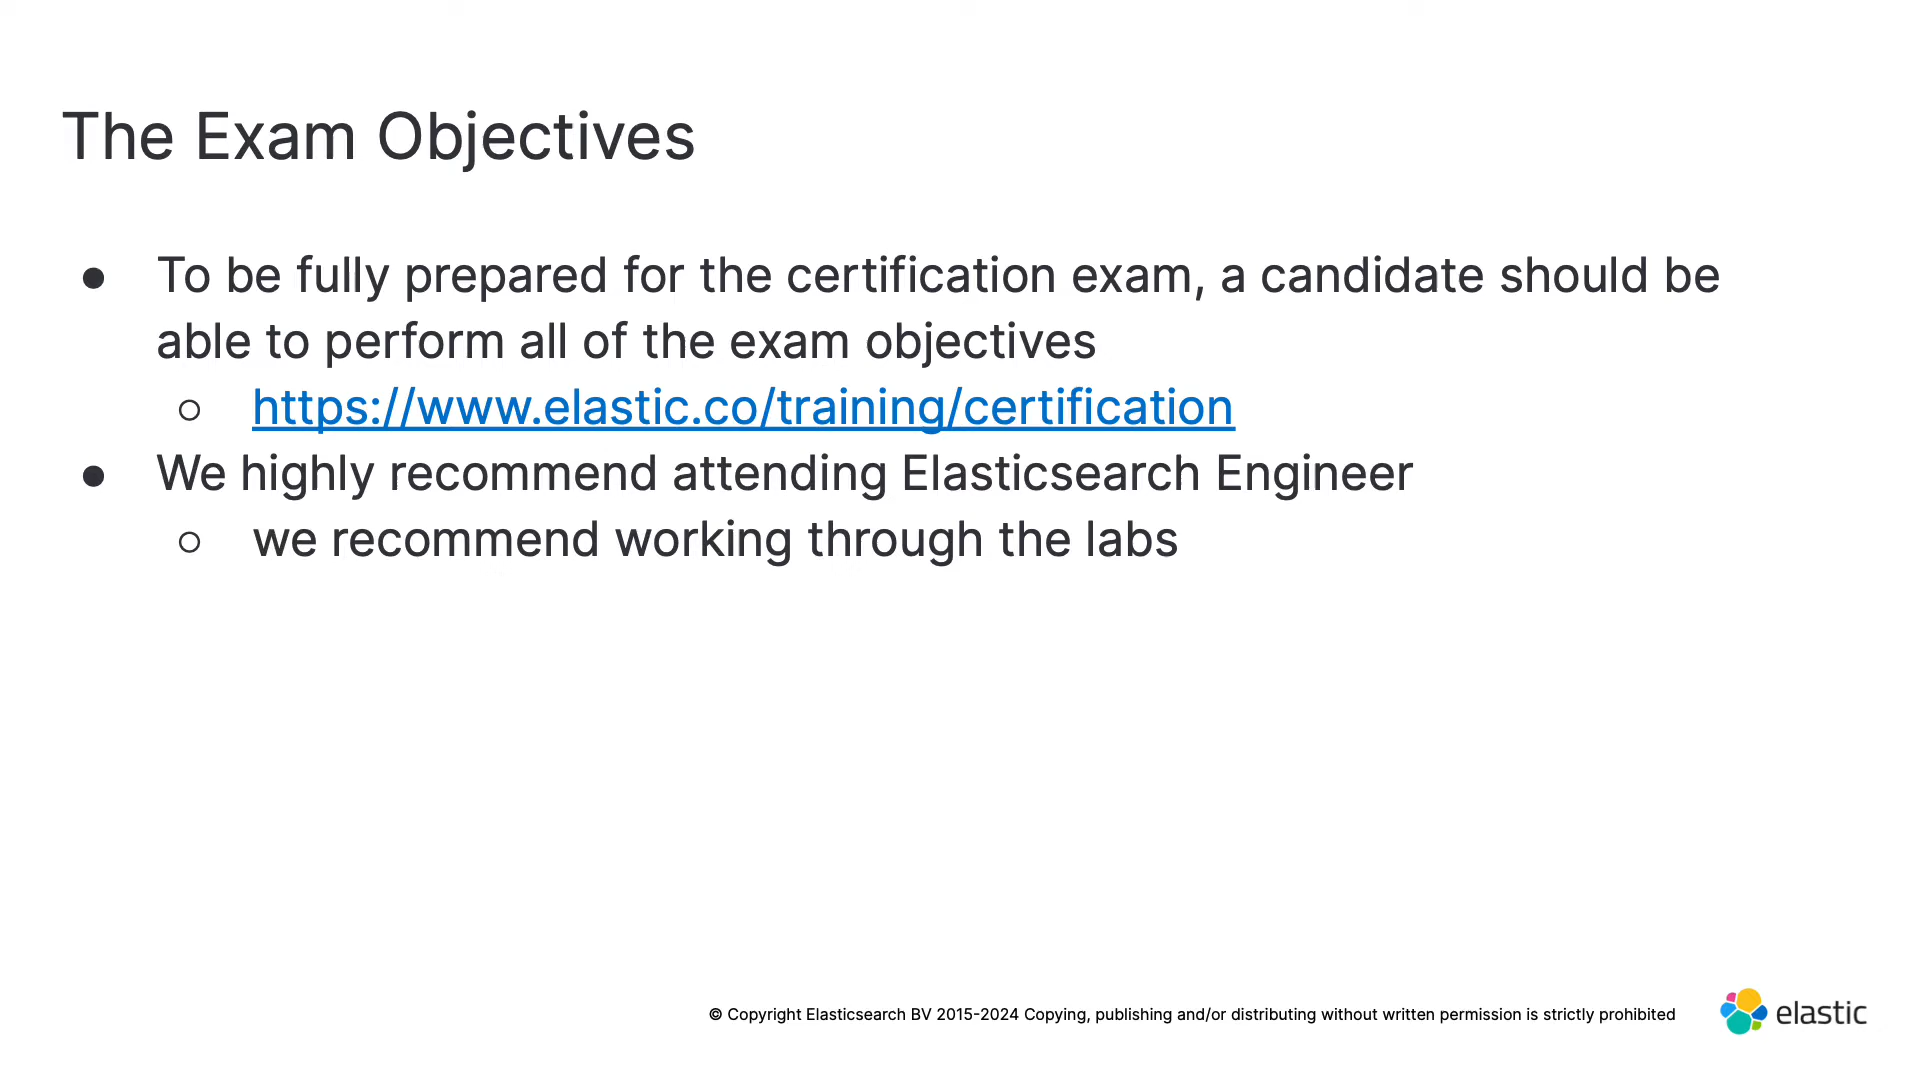 The Exam Objectives
● To be fully prepared for the certification exam, a candidate should be
able to perform all of the exam objectives
○ https://www.elastic.co/training/certification
● We highly recommend attending Elasticsearch Engineer
○ we recommend working through the labs
© Copyright Elasticsearch BV 2015-2024 Copying, publishing and/or distributing without written permission is strictly prohibited
elastic